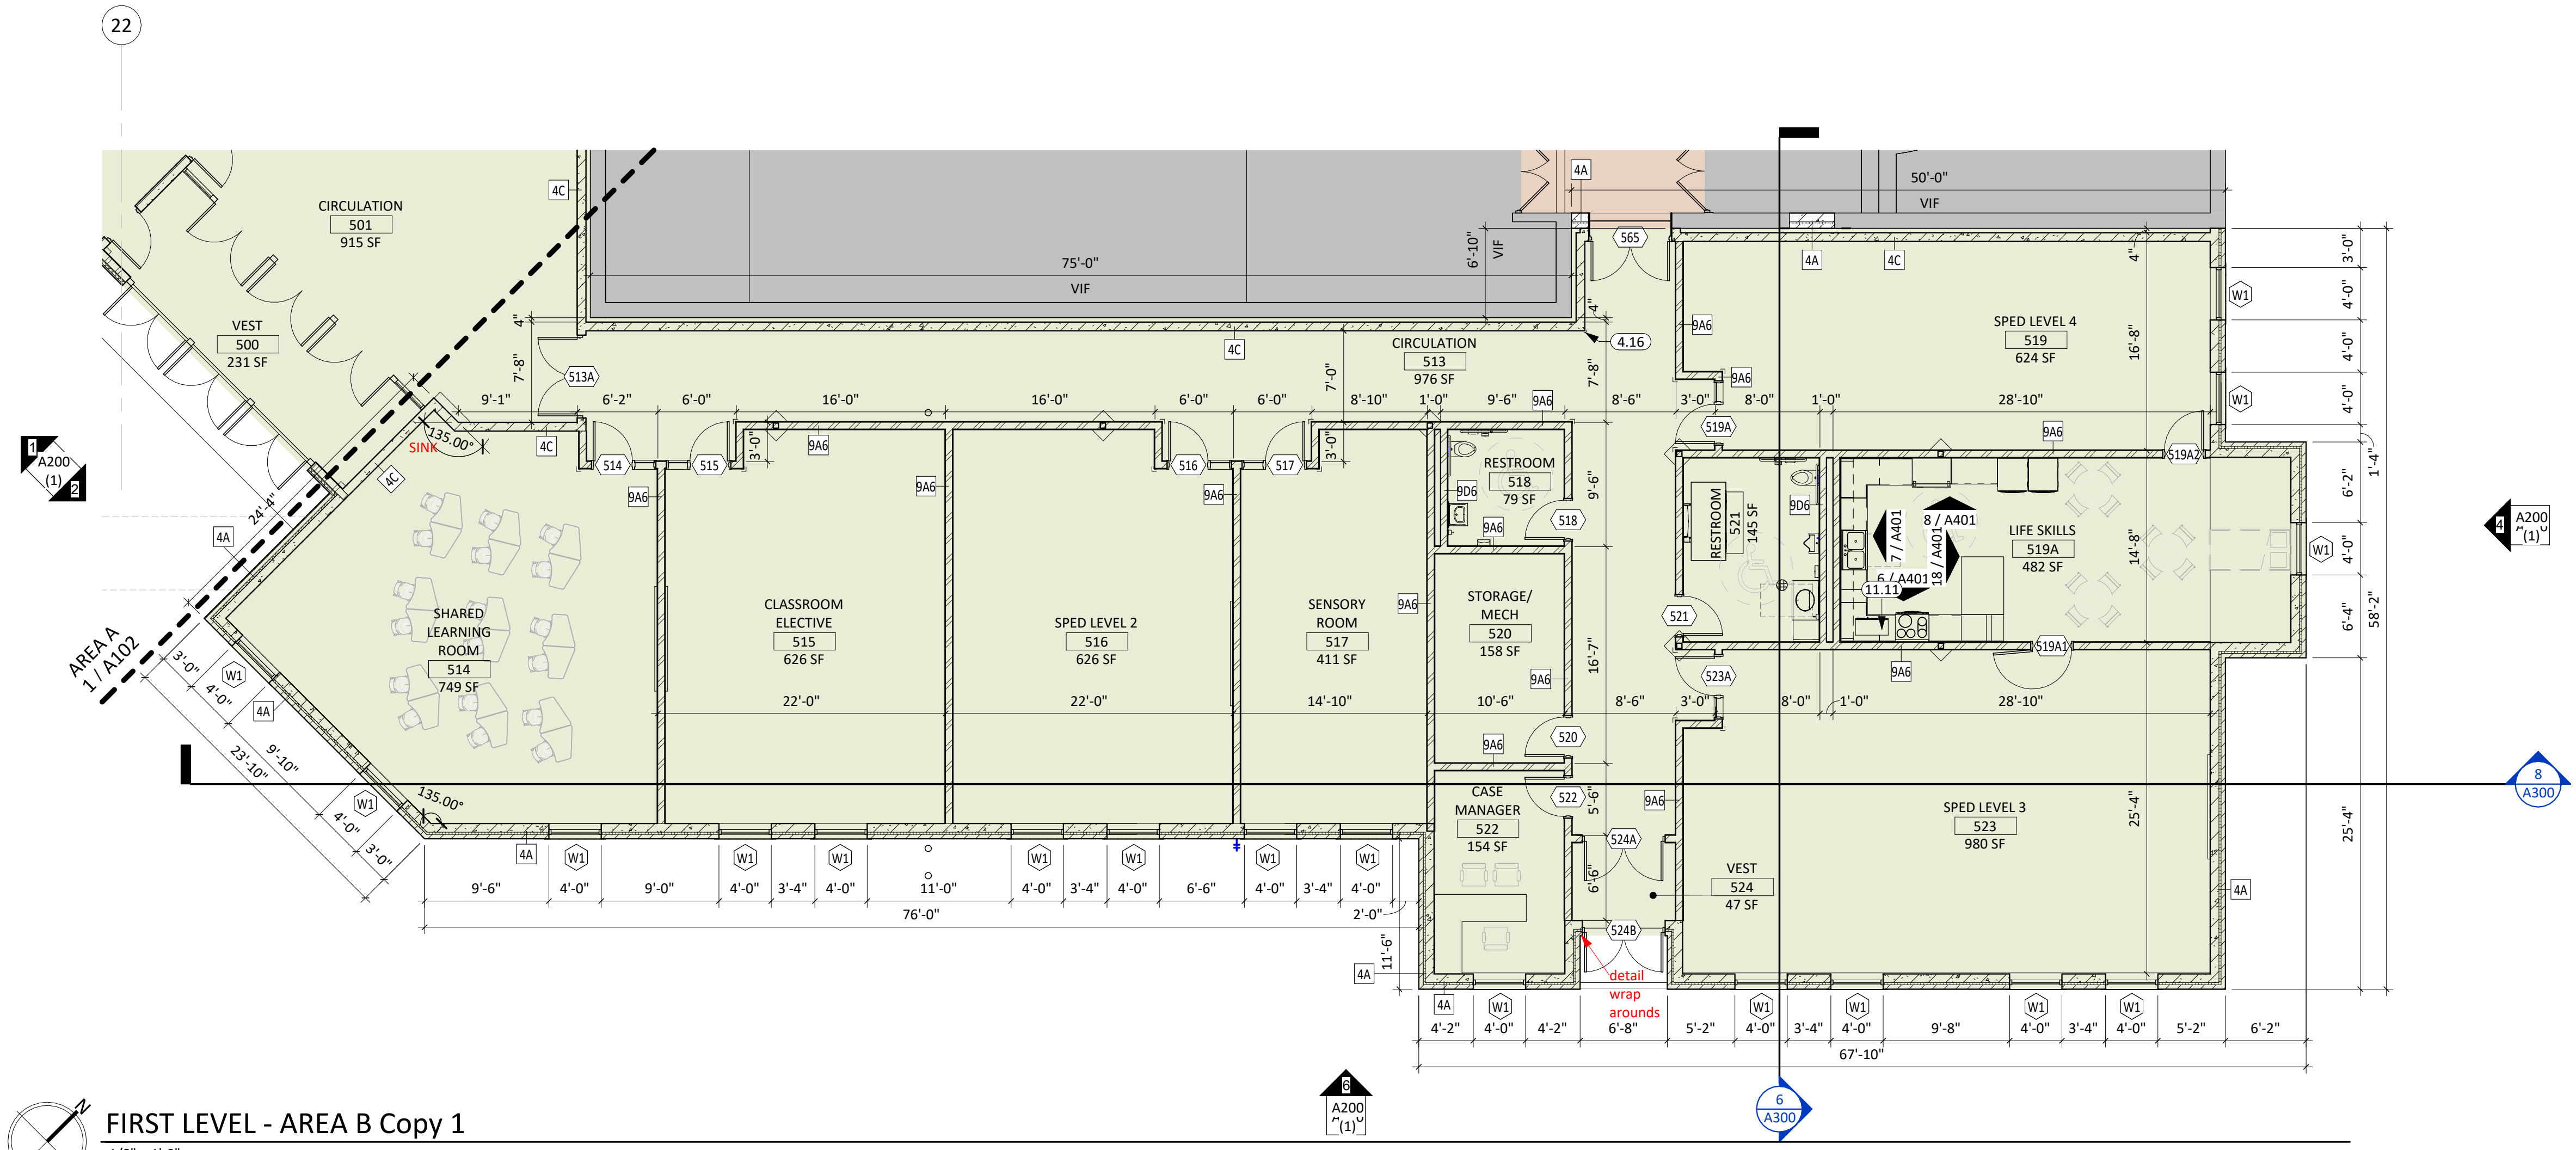 22
4C
CIRCULATION
501
915 SF
VEST
500
231 SF
75'-0"
VIF
4"
7'-8"
6'-10"
VIF
4A
565
50'-0"
VIF
4A
4C
4"
3'-0"
4'-0"
W1
4'-0"
4'-0"
W1
1'-4"
58'-2"
SPED LEVEL 4
519
624 SF
16'-8"
9A6
9A6
4"
4.16
4C
CIRCULATION
513
976 SF
7'-0"
7'-8"
513A
9'-1"
6'-2"
6'-0"
16'-0"
16'-0"
6'-0"
6'-0"
8'-10"
1'-0"
9'-6"
9A6
8'-6"
3'-0"
8'-0"
1'-0"
28'-10"
SINK
135.00°
4C
4C
514
515
3'-0"
9A6
516
517
3'-0"
519A
9A6
519A2
1
A200
(1)
2
24'-4"
4A
AREA A
1 / A102
9A6
9A6
9A6
9D6
RESTROOM
518
79 SF
9A6
518
9'-6"
RESTROOM
521
145 SF
9D6
7 / A401
8 / A401
18 / A401
6 / A401
11.11
LIFE SKILLS
519A
482 SF
14'-8"
6'-2"
4'-0"
W1
6'-4"
4
A200
(1)
SHARED
LEARNING
ROOM
514
749 SF
CLASSROOM
ELECTIVE
515
626 SF
SPED LEVEL 2
516
626 SF
SENSORY
ROOM
517
411 SF
9A6
STORAGE/
MECH
520
158 SF
9A6
16'-7"
521
523A
9A6
519A1
3'-0"
W1
4'-0"
4A
9'-10"
23'-10"
W1
4'-0"
3'-0"
135.00°
22'-0"
22'-0"
14'-10"
10'-6"
8'-6"
3'-0"
8'-0"
1'-0"
28'-10"
9A6
520
CASE
MANAGER
522
154 SF
522
5'-6"
9A6
524A
6'-6"
VEST
524
47 SF
524B
SPED LEVEL 3
523
980 SF
25'-4"
25'-4"
4A
8
A300
4A
W1
W1
W1
W1
W1
W1
W1
9'-6"
4'-0"
9'-0"
4'-0"
3'-4"
4'-0"
11'-0"
4'-0"
3'-4"
4'-0"
6'-6"
4'-0"
3'-4"
4'-0"
2'-0"
76'-0"
11'-6"
4A
4A
W1
detail
wrap
arounds
W1
W1
W1
W1
4'-2"
4'-0"
4'-2"
6'-8"
5'-2"
4'-0"
3'-4"
4'-0"
9'-8"
4'-0"
3'-4"
4'-0"
5'-2"
6'-2"
67'-10"
6
A200
(1)
6
A300
N
FIRST LEVEL - AREA B Copy 1